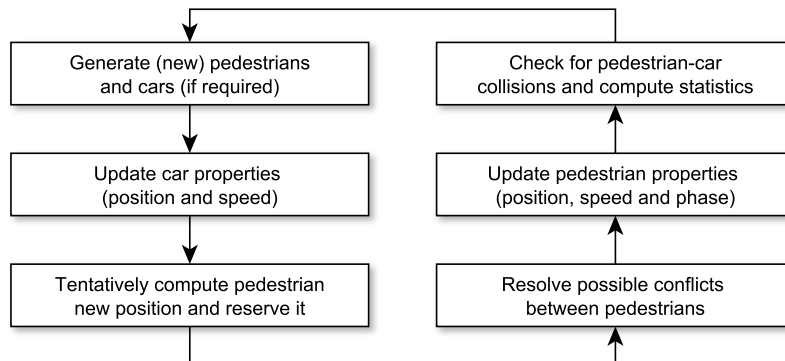 Generate (new) pedestrians
and cars (if required)
Update car properties
(position and speed)
Tentatively compute pedestrian
new position and reserve it
Check for pedestrian-car
collisions and compute statistics
Update pedestrian properties
(position, speed and phase)
Resolve possible conflicts
between pedestrians